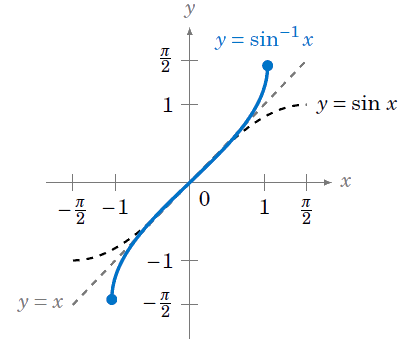 y
y = sin⁻¹ x
π/2
1
y = sin x
x
−π/2 −1 0 1 π/2
−1
y = x
−π/2